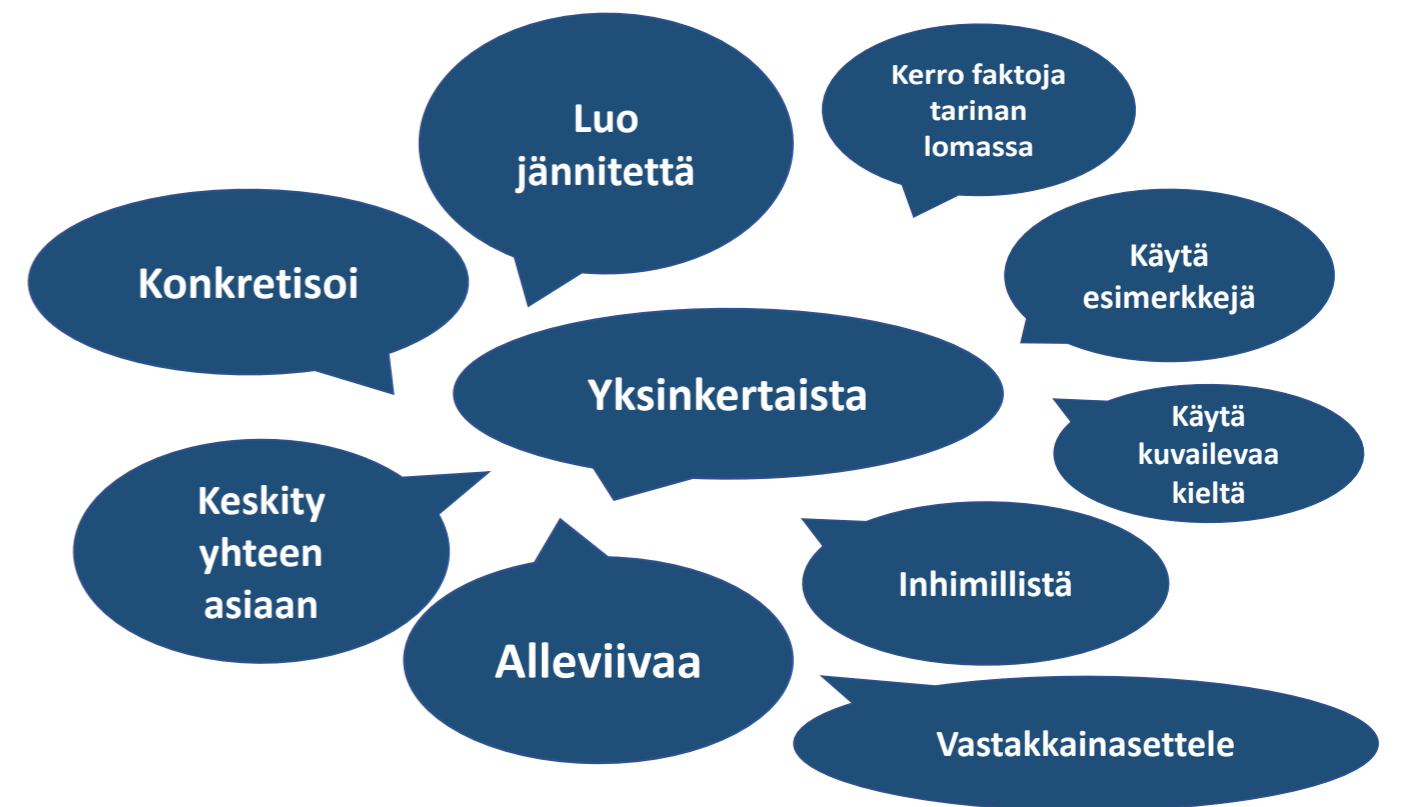 Luo
jännitettä
Kerro faktoja
tarinan
lomassa
Konkretisoi
Käytä
esimerkkejä
Yksinkertaista
Käytä
kuvailevaa
kieltä
Keskity
yhteen
asiaan
Inhimillistä
Alleviivaa
Vastakkainasettele